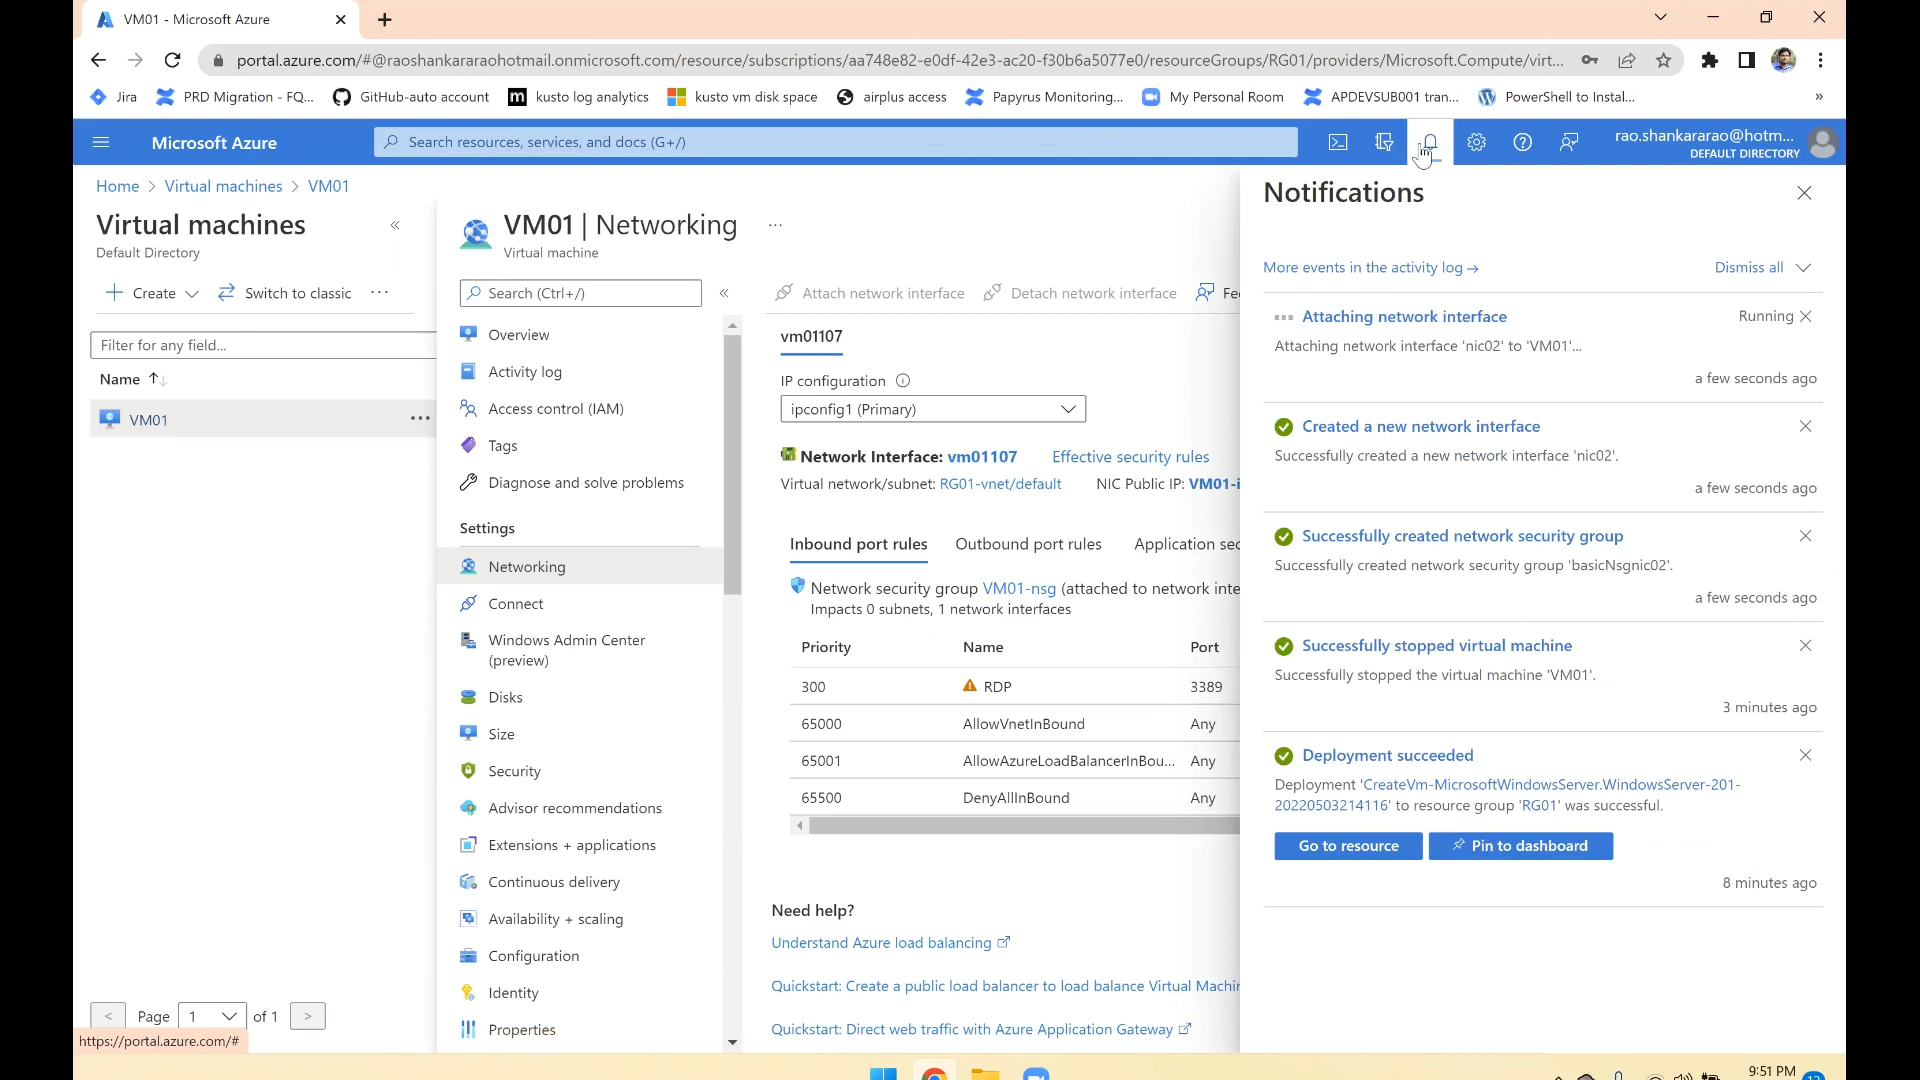 VM01 - Microsoft Azure
portal.azure.com/#@raoshankararaohotmail.onmicrosoft.com/resource/subscriptions/aa748e82-e0df-42e3-ac20-f30b6a5077e0/resourceGroups/RG01/providers/Microsoft.Compute/virt...
Jira
PRD Migration - FQ...
GitHub-auto account
kusto log analytics
kusto vm disk space
airplus access
Papyrus Monitoring...
My Personal Room
APDEVSUB001 tran...
PowerShell to Instal...
»
Microsoft Azure
Search resources, services, and docs (G+/)
rao.shankararao@hotm...
DEFAULT DIRECTORY
Home > Virtual machines > VM01
Virtual machines
Default Directory
Create
Switch to classic
Filter for any field...
Name
VM01
< Page 1 of 1 >
https://portal.azure.com/#
VM01 | Networking
Virtual machine
Search (Ctrl+/)
Overview
Activity log
Access control (IAM)
Tags
Diagnose and solve problems
Settings
Networking
Connect
Windows Admin Center
(preview)
Disks
Size
Security
Advisor recommendations
Extensions + applications
Continuous delivery
Availability + scaling
Configuration
Identity
Properties
Attach network interface
Detach network interface
Fe
vm01107
IP configuration
ipconfig1 (Primary)
Network Interface: vm01107 Effective security rules
Virtual network/subnet: RG01-vnet/default NIC Public IP: VM01-i
Inbound port rules Outbound port rules Application sec
Network security group VM01-nsg (attached to network inte
Impacts 0 subnets, 1 network interfaces
Priority Name Port
300 RDP 3389
65000 AllowVnetInBound Any
65001 AllowAzureLoadBalancerInBou... Any
65500 DenyAllInBound Any
Need help?
Understand Azure load balancing
Quickstart: Create a public load balancer to load balance Virtual Machin
Quickstart: Direct web traffic with Azure Application Gateway
Notifications
More events in the activity log →
Dismiss all
Attaching network interface Running
Attaching network interface 'nic02' to 'VM01'...
a few seconds ago
Created a new network interface
Successfully created a new network interface 'nic02'.
a few seconds ago
Successfully created network security group
Successfully created network security group 'basicNsgnic02'.
a few seconds ago
Successfully stopped virtual machine
Successfully stopped the virtual machine 'VM01'.
3 minutes ago
Deployment succeeded
Deployment 'CreateVm-MicrosoftWindowsServer.WindowsServer-201-
20220503214116' to resource group 'RG01' was successful.
Go to resource
Pin to dashboard
8 minutes ago
9:51 PM